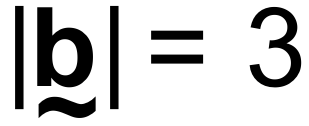 |b̰| = 3